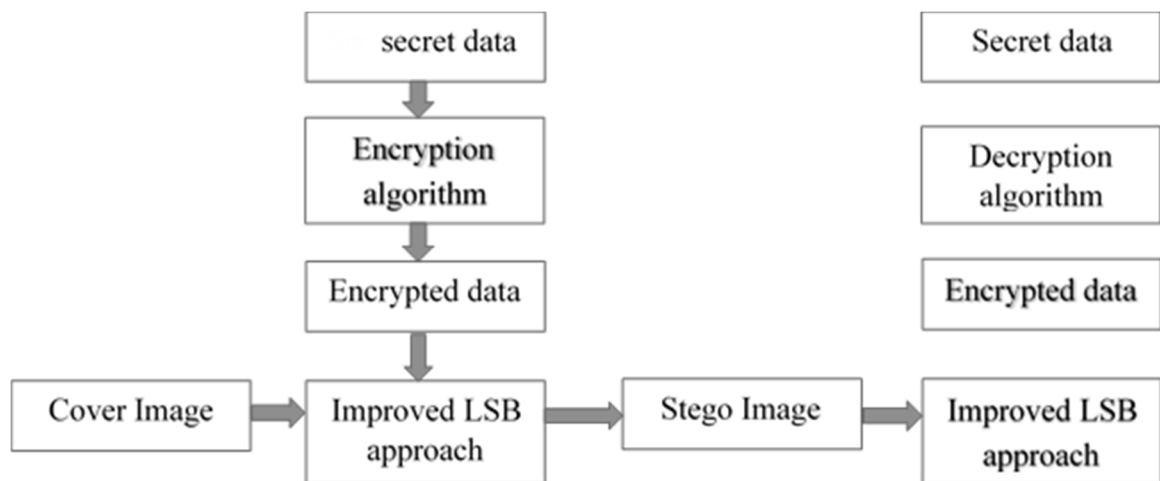 secret data
Secret data
Encryption
algorithm
Decryption
algorithm
Encrypted data
Encrypted data
Cover Image
Improved LSB
approach
Stego Image
Improved LSB
approach